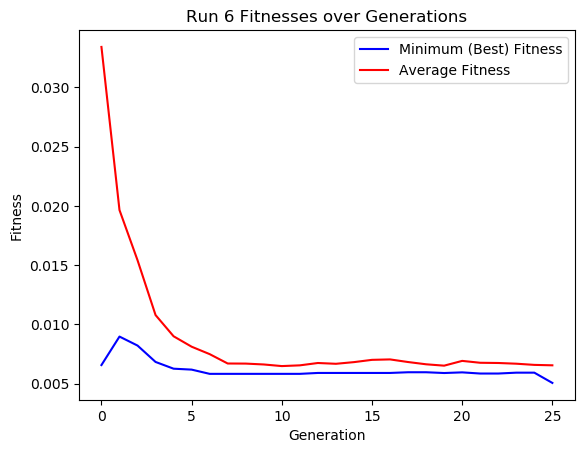 Run 6 Fitnesses over Generations
Minimum (Best) Fitness
Average Fitness
Fitness
0.030
0.025
0.020
0.015
0.010
0.005
0
5
10
15
20
25
Generation